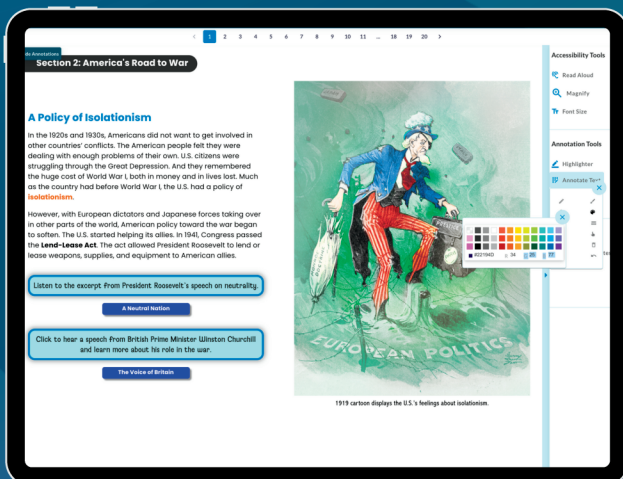 ‹ 1 2 3 4 5 6 7 8 9 10 11 ... 18 19 20 ›
Annotations
Section 2: America's Road to War
A Policy of Isolationism
In the 1920s and 1930s, Americans did not want to get involved in
other countries' conflicts. The American people felt they were
dealing with enough problems of their own. U.S. citizens were
struggling through the Great Depression. And they remembered
the huge cost of World War I, both in money and in lives lost. Much
as the country had before World War I, the U.S. had a policy of
isolationism.
However, with European dictators and Japanese forces taking over
in other parts of the world, American policy toward the war began
to soften. The U.S. started helping its allies. In 1941, Congress passed
the Lend-Lease Act. The act allowed President Roosevelt to lend or
lease weapons, supplies, and equipment to American allies.
Listen to the excerpt from President Roosevelt's speech on neutrality.
A Neutral Nation
Click to hear a speech from British Prime Minister Winston Churchill
and learn more about his role in the war.
The Voice of Britain
EUROPEAN POLITICS
1919 cartoon displays the U.S.'s feelings about isolationism.
#22194D 34 25 77
Accessibility Tools
Read Aloud
Magnify
Tr Font Size
Annotation Tools
Highlighter
Annotate Text